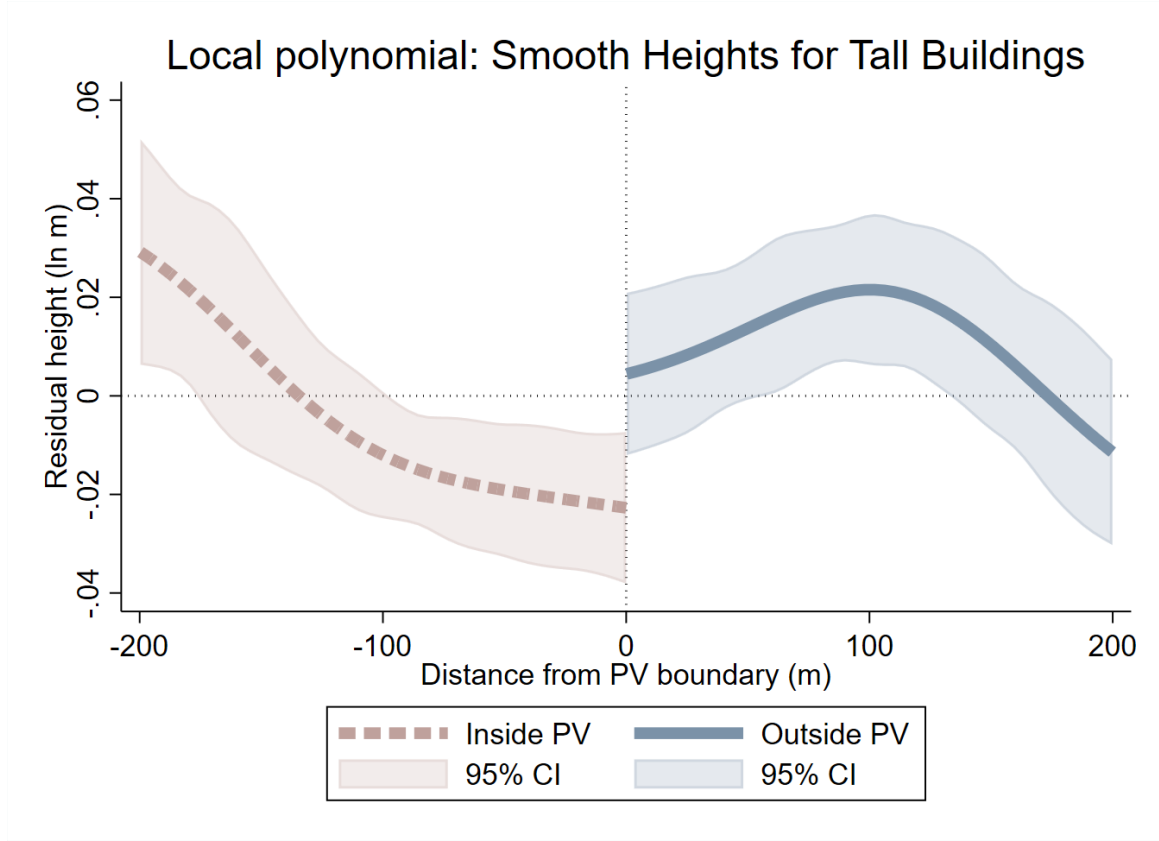 Local polynomial: Smooth Heights for Tall Buildings
Residual height (ln m)
.06
.04
.02
0
-.02
-.04
-200 -100 0 100 200
Distance from PV boundary (m)
Inside PV Outside PV
95% CI 95% CI